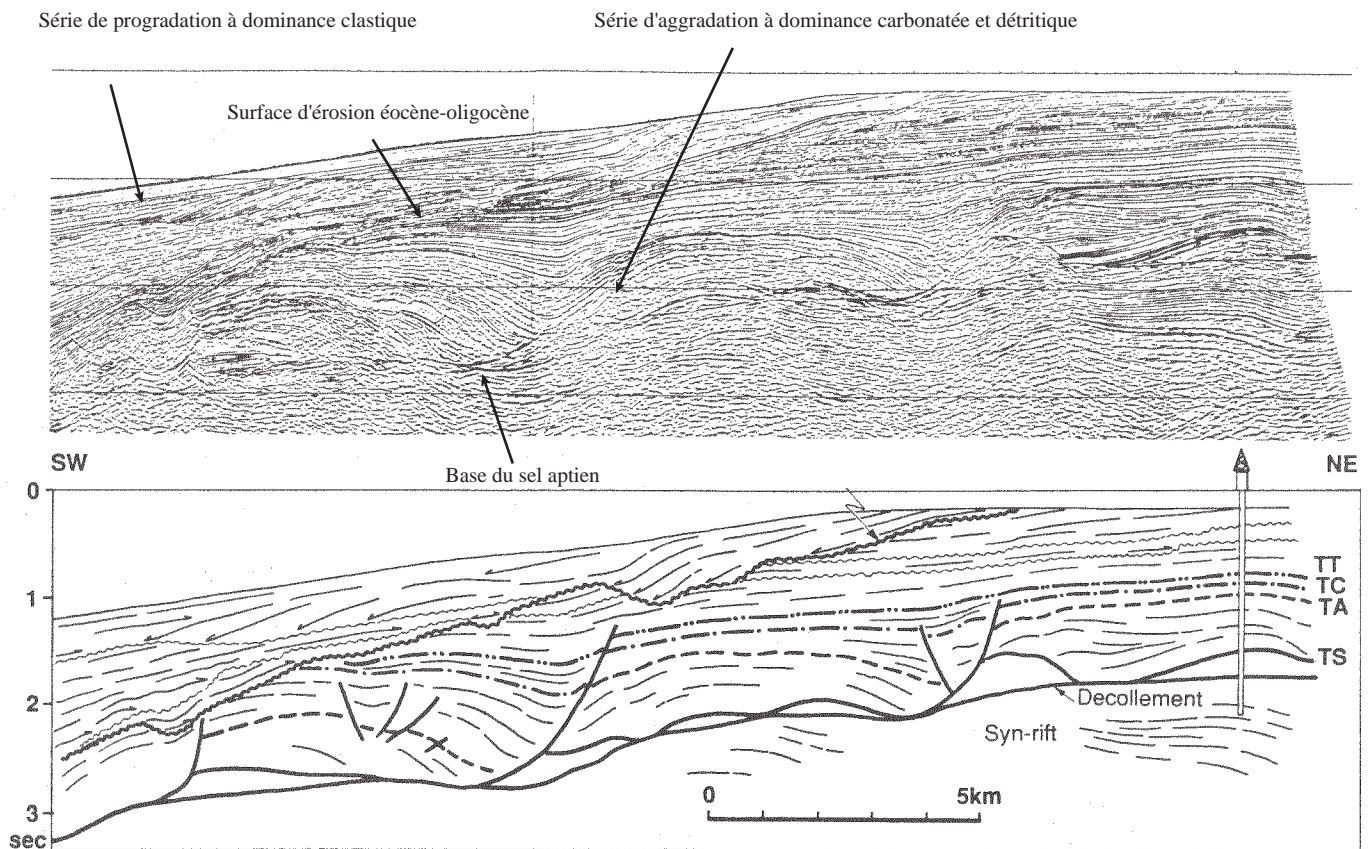 Série de progradation à dominance clastique
Série d'aggradation à dominance carbonatée et détritique
Surface d'érosion éocène-oligocène
Base du sel aptien
SW
NE
0
1
2
3
sec
TT
TC
TA
TS
Decollement
Syn-rift
0
5km